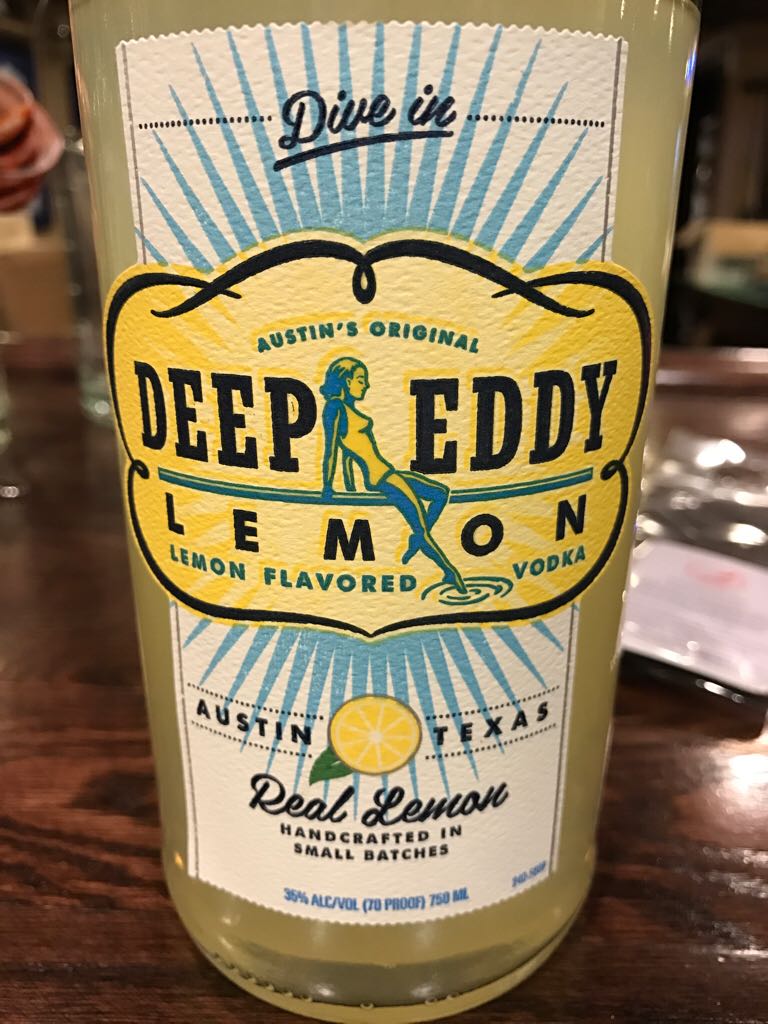 Dive in
AUSTIN'S ORIGINAL
DEEP EDDY
LEMON
LEMON FLAVORED VODKA
AUSTIN TEXAS
Real Lemon
HANDCRAFTED IN
SMALL BATCHES
35% ALC/VOL (70 PROOF) 750 ML